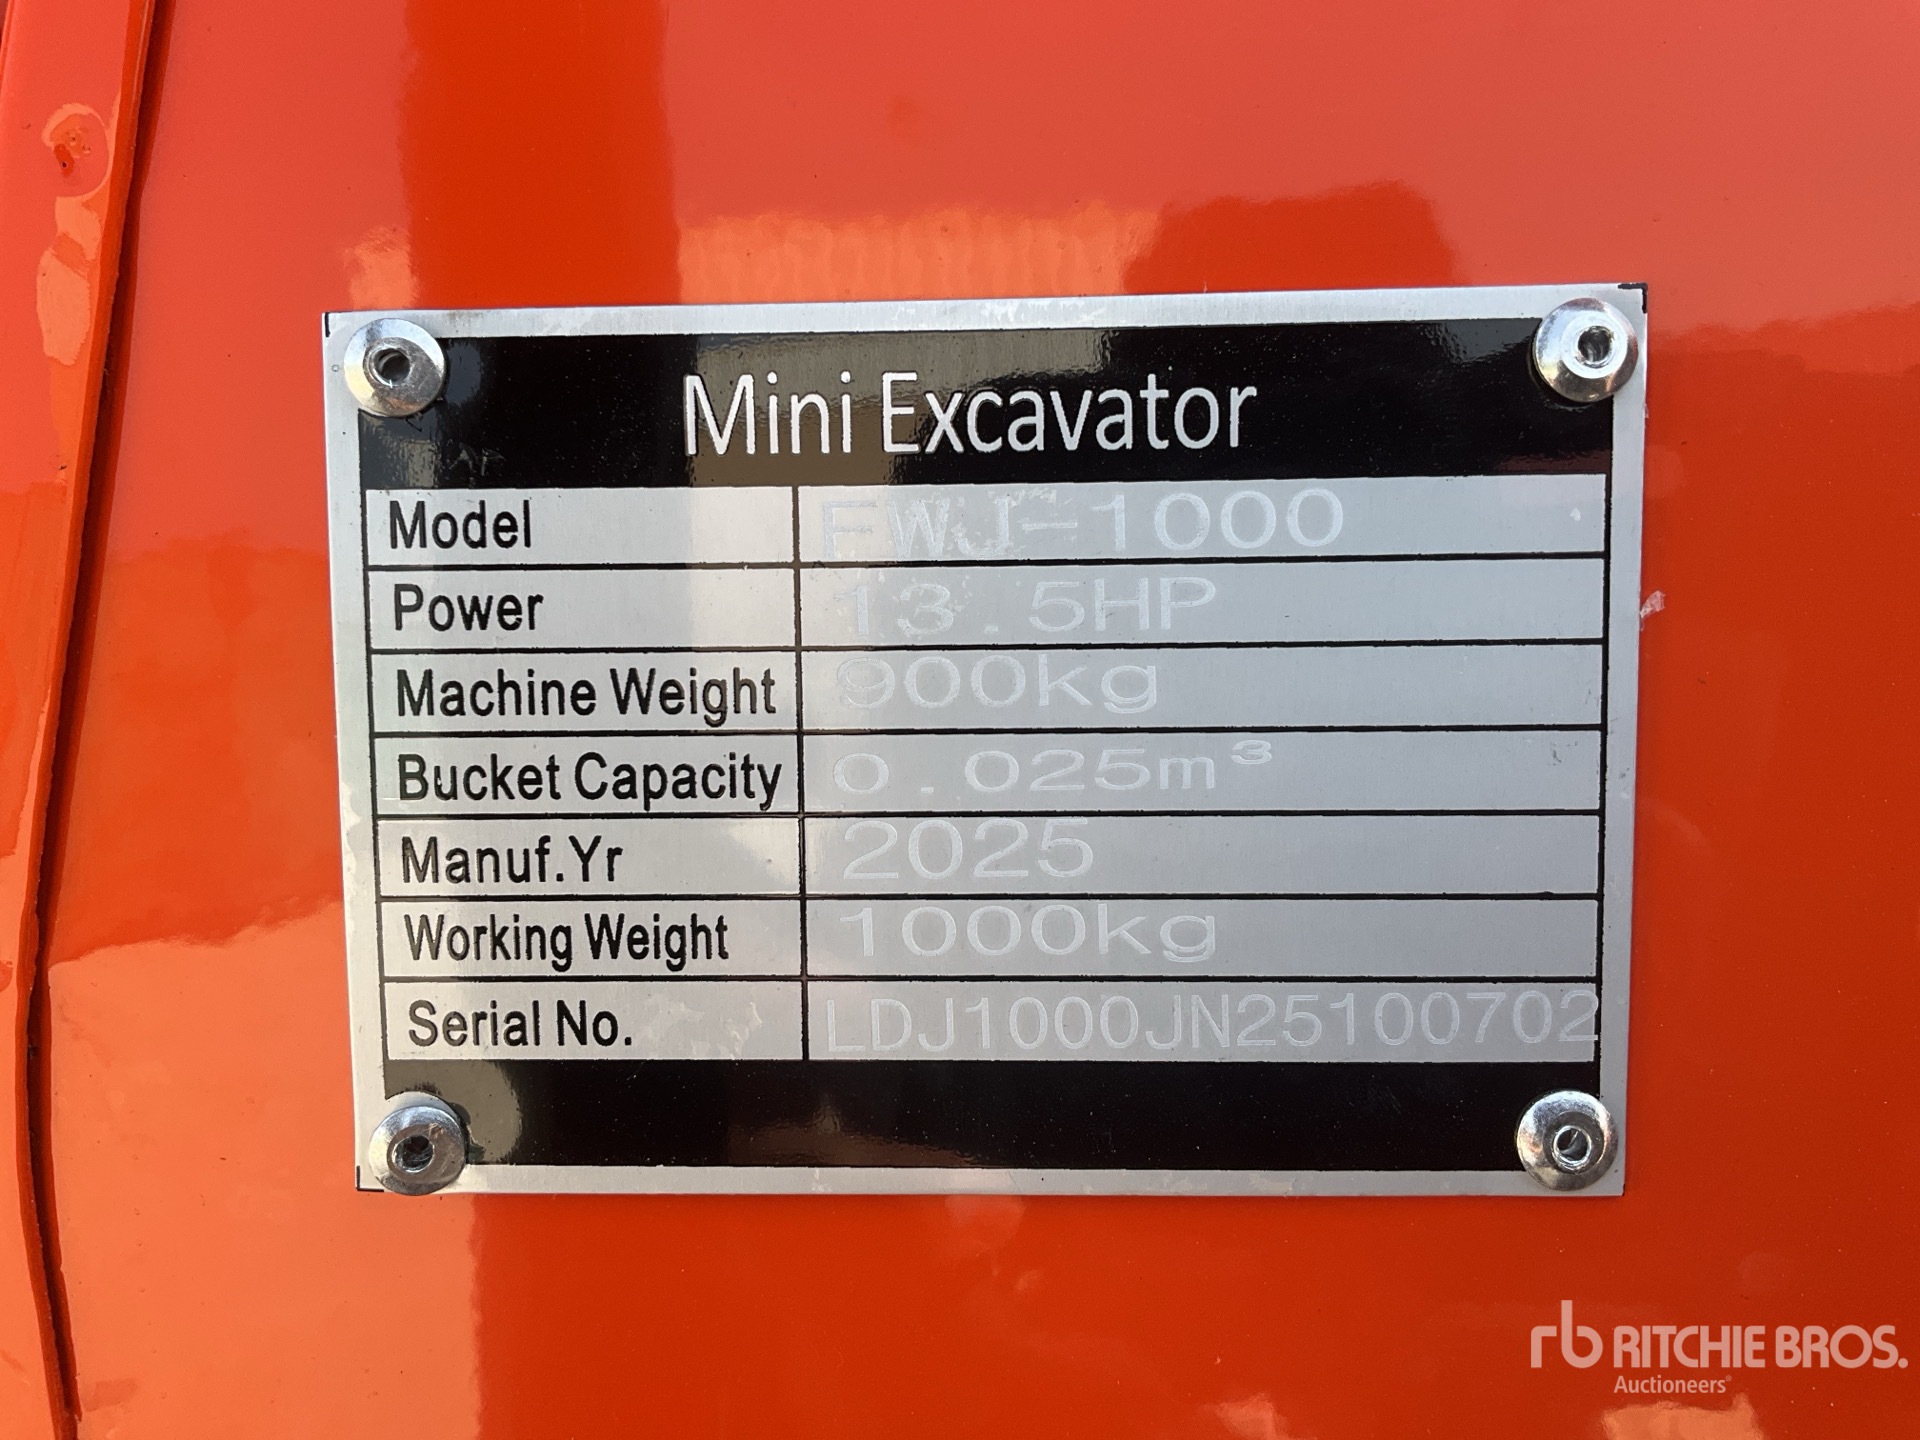 Mini Excavator
Model FWJ-1000
Power 13.5HP
Machine Weight 900kg
Bucket Capacity 0.025m³
Manuf.Yr 2025
Working Weight 1000kg
Serial No. LDJ1000JN25100702
rb RITCHIE BROS.
Auctioneers